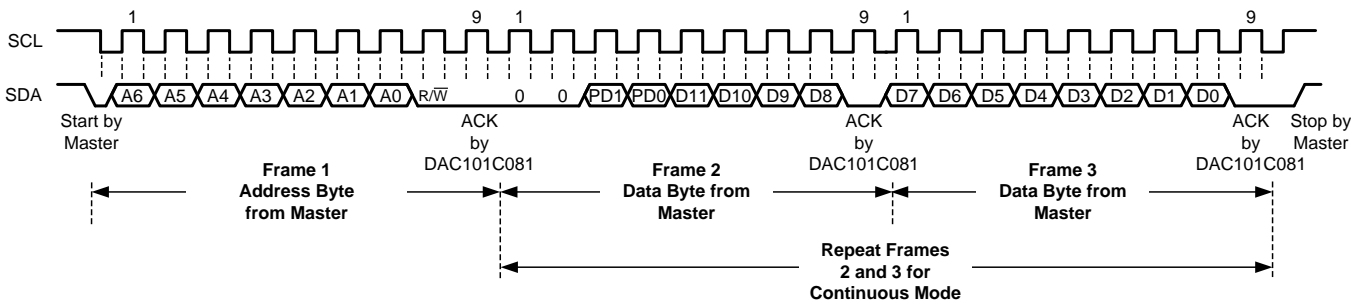 1 9 1 9 1 9
SCL
SDA A6 A5 A4 A3 A2 A1 A0 R/W̅ 0 0 PD1 PD0 D11 D10 D9 D8 D7 D6 D5 D4 D3 D2 D1 D0
Start by
Master
ACK
by
DAC101C081
ACK
by
DAC101C081
ACK
by
DAC101C081
Stop by
Master
Frame 1
Address Byte
from Master
Frame 2
Data Byte from
Master
Frame 3
Data Byte from
Master
Repeat Frames
2 and 3 for
Continuous Mode